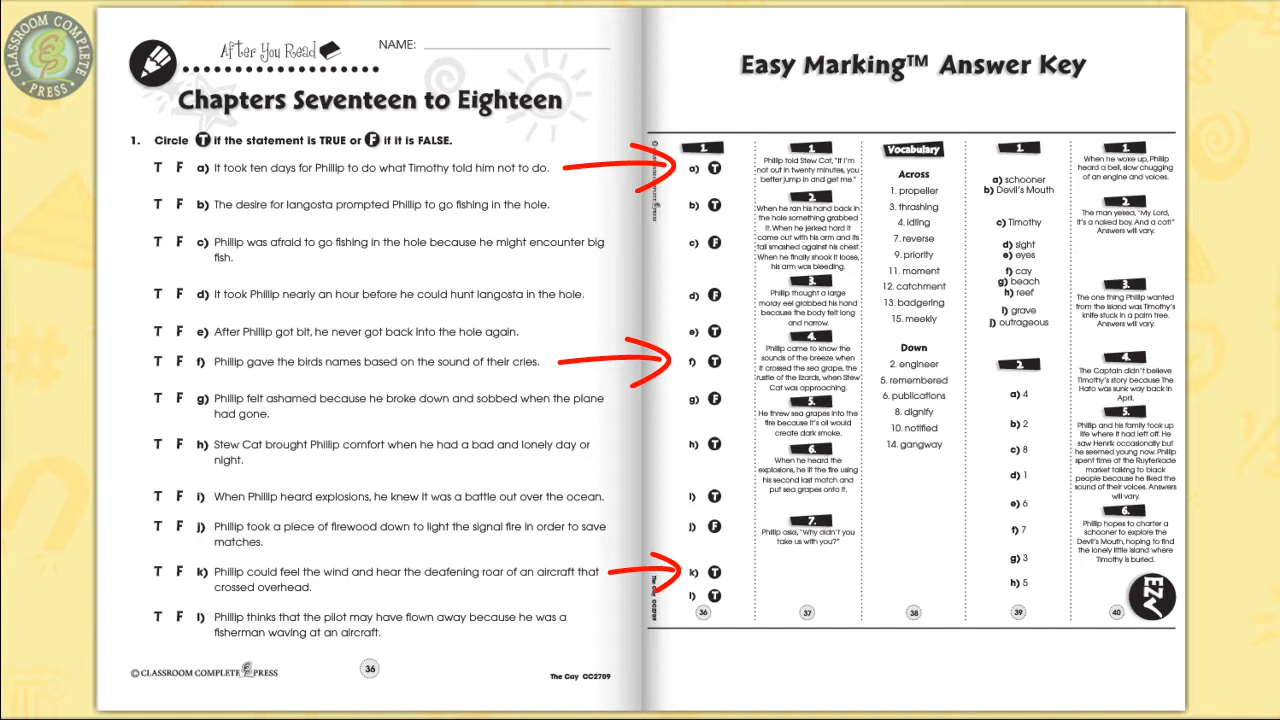 CLASSROOM COMPLETE
PRESS
After You Read
NAME:
Chapters Seventeen to Eighteen
1. Circle T if the statement is TRUE or F if it is FALSE.
T F a) It took ten days for Phillip to do what Timothy told him not to do.
T F b) The desire for langosta prompted Phillip to go fishing in the hole.
T F c) Phillip was afraid to go fishing in the hole because he might encounter big
fish.
T F d) It took Phillip nearly an hour before he could hunt langosta in the hole.
T F e) After Phillip got bit, he never got back into the hole again.
T F f) Phillip gave the birds names based on the sound of their cries.
T F g) Phillip felt ashamed because he broke down and sobbed when the plane
had gone.
T F h) Stew Cat brought Phillip comfort when he had a bad and lonely day or
night.
T F i) When Phillip heard explosions, he knew it was a battle out over the ocean.
T F j) Phillip took a piece of firewood down to light the signal fire in order to save
matches.
T F k) Phillip could feel the wind and hear the deafening roar of an aircraft that
crossed overhead.
T F l) Phillip thinks that the pilot may have flown away because he was a
fisherman waving at an aircraft.
© CLASSROOM COMPLETE PRESS
36
The Cay CC2709
Easy Marking™ Answer Key
1.
a) T
b) T
c) F
d) F
e) T
f) T
g) F
h) T
i) T
j) F
k) T
l) T
36
1.
Phillip told Stew Cat, "If I'm
not out in twenty minutes, you
better jump in and get me."
2.
When he ran his hand back in
the hole something grabbed
it. When he jerked hard it
came out with his arm and its
tail smashed against his chest.
When he finally shook it loose,
his arm was bleeding.
3.
Phillip thought a large
moray eel grabbed his hand
because the body felt long
and narrow.
4.
Phillip came to know the
sounds of the breeze when
it crossed the sea grape, the
rustle of the lizards, when Stew
Cat was approaching.
5.
He threw sea grapes into the
fire because it's oil would
create dark smoke.
6.
When he heard the
explosions, he lit the fire using
his second last match and
put sea grapes onto it.
7.
Phillip asks, "Why didn't you
take us with you?"
37
Vocabulary
Across
1. propeller
3. thrashing
4. idling
7. reverse
9. priority
11. moment
12. catchment
13. badgering
15. meekly
Down
2. engineer
5. remembered
6. publications
8. dignify
10. notified
14. gangway
38
1.
a) schooner
b) Devil's Mouth
c) Timothy
d) sight
e) eyes
f) cay
g) beach
h) reef
i) grave
j) outrageous
2.
a) 4
b) 2
c) 8
d) 1
e) 6
f) 7
g) 3
h) 5
39
1.
When he woke up, Phillip
heard a bell, slow chugging
of an engine and voices.
2.
The man yelled, "My Lord,
it's a naked boy. And a cat!"
Answers will vary.
3.
The one thing Phillip wanted
from the island was Timothy's
knife stuck in a palm tree.
Answers will vary.
4.
The Captain didn't believe
Timothy's story because The
Hato was sunk way back in
April.
5.
Phillip and his family took up
life where it had left off. He
saw Henrik occasionally but
he seemed young now. Phillip
spent time at the Ruyterkade
market talking to black
people because he liked the
sound of their voices. Answers
will vary.
6.
Phillip hopes to charter a
schooner to explore the
Devil's Mouth, hoping to find
the lonely little island where
Timothy is buried.
40
EZ✓
The Cay CC2709